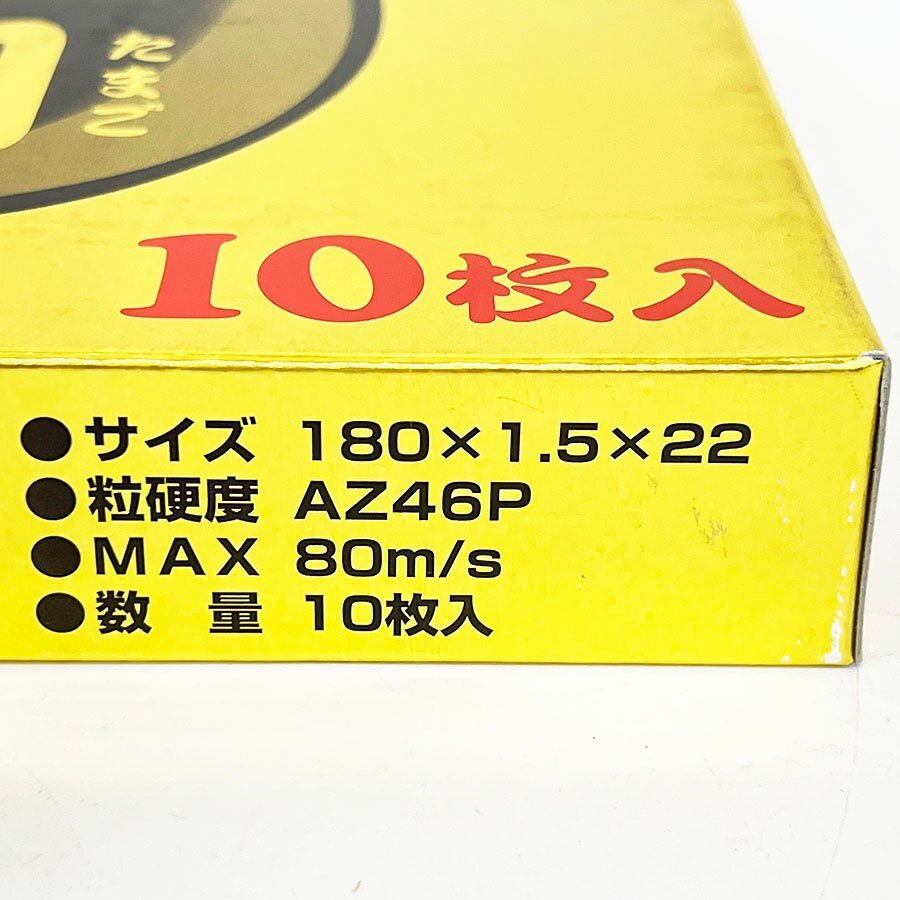 たまご
10枚入
●サイズ 180×1.5×22
●粒硬度 AZ46P
●MAX 80m/s
●数 量 10枚入